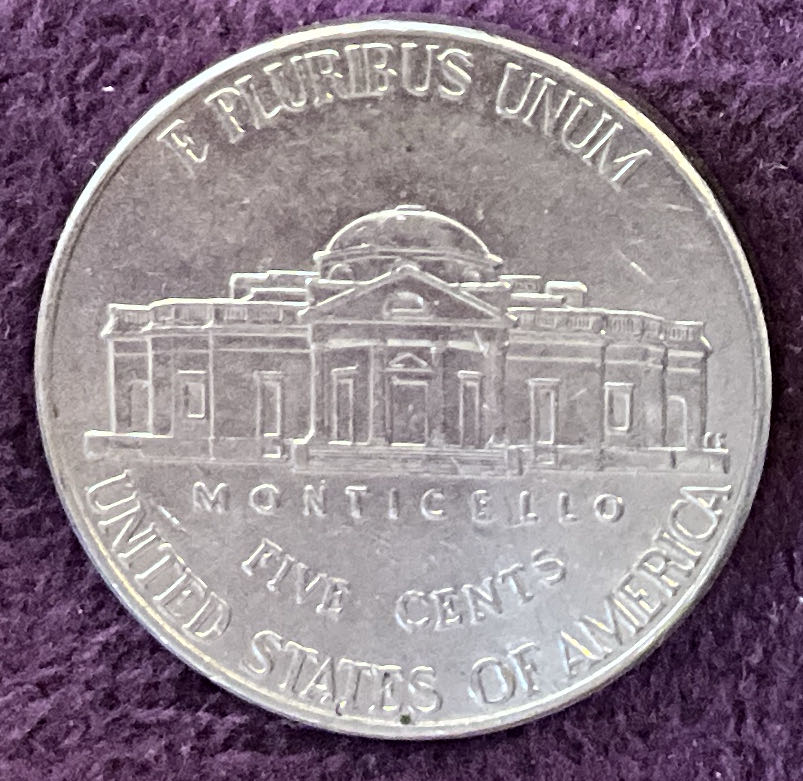 E PLURIBUS UNUM
MONTICELLO
FIVE CENTS
UNITED STATES OF AMERICA